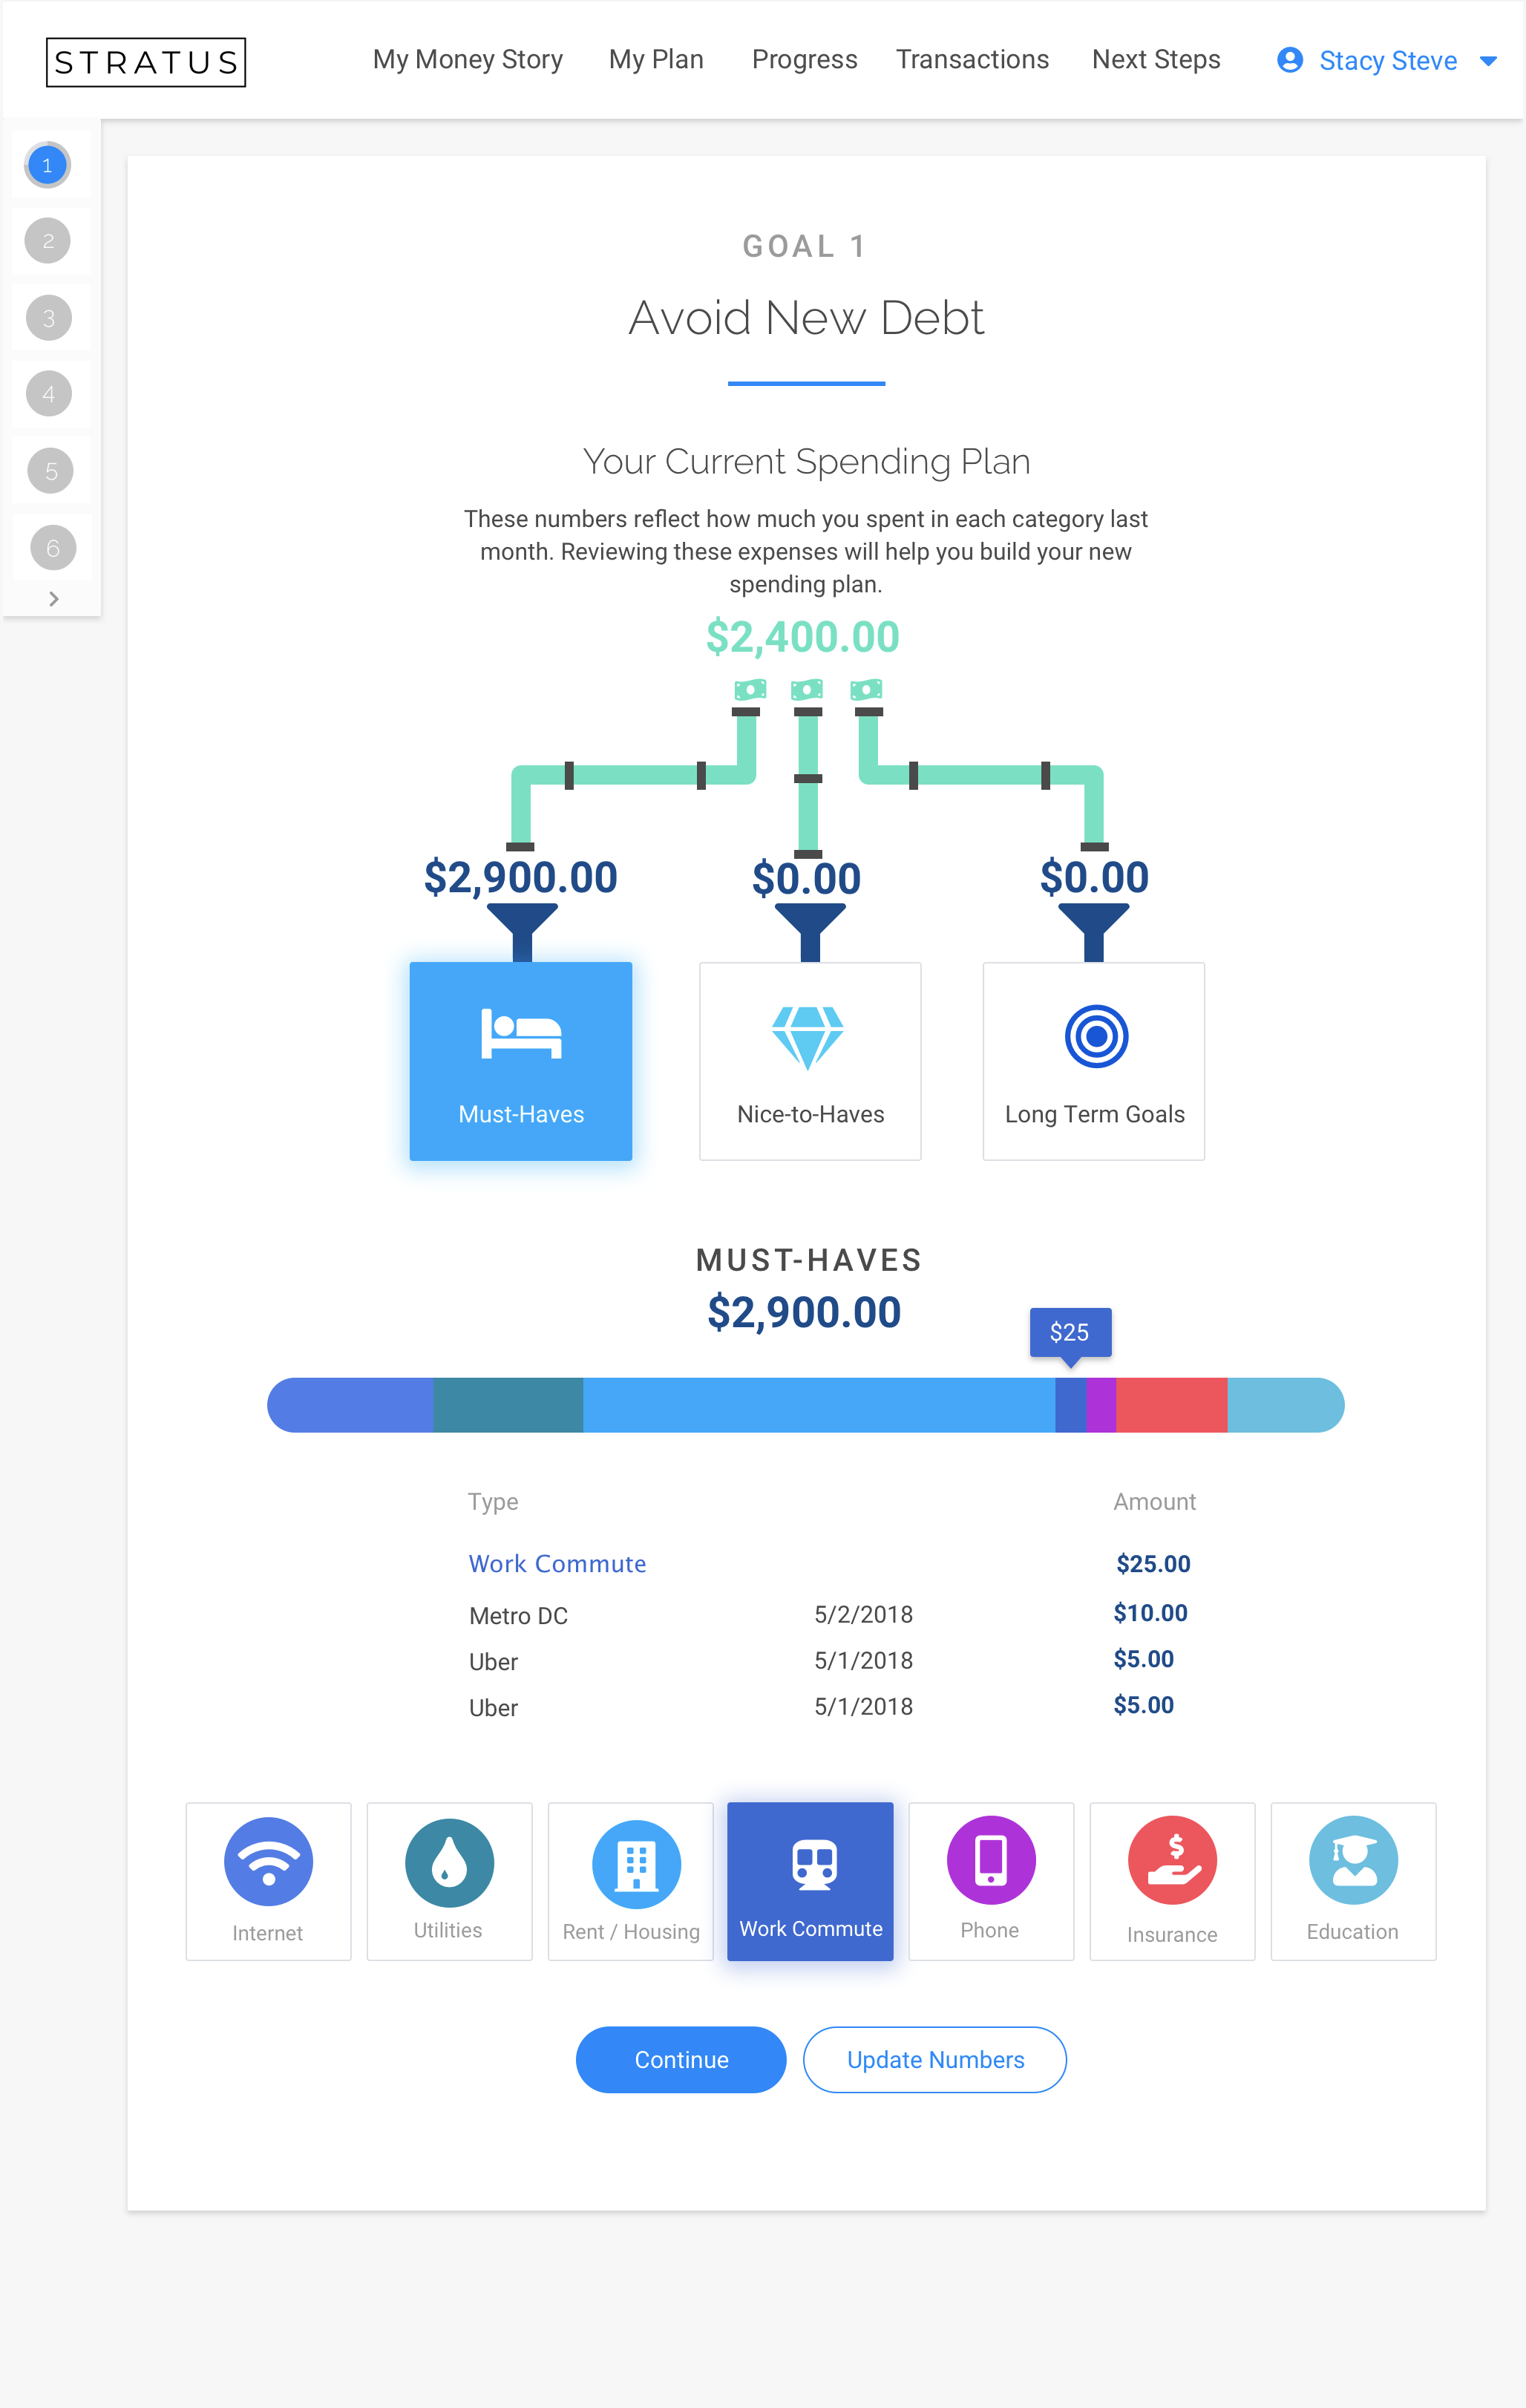 STRATUS
My Money Story My Plan Progress Transactions Next Steps Stacy Steve
1
2
3
4
5
6
GOAL 1
Avoid New Debt
Your Current Spending Plan
These numbers reflect how much you spent in each category last
month. Reviewing these expenses will help you build your new
spending plan.
$2,400.00
$2,900.00 $0.00 $0.00
Must-Haves Nice-to-Haves Long Term Goals
MUST-HAVES
$2,900.00
$25
Type Amount
Work Commute $25.00
Metro DC 5/2/2018 $10.00
Uber 5/1/2018 $5.00
Uber 5/1/2018 $5.00
$
Internet Utilities Rent / Housing Work Commute Phone Insurance Education
Continue Update Numbers